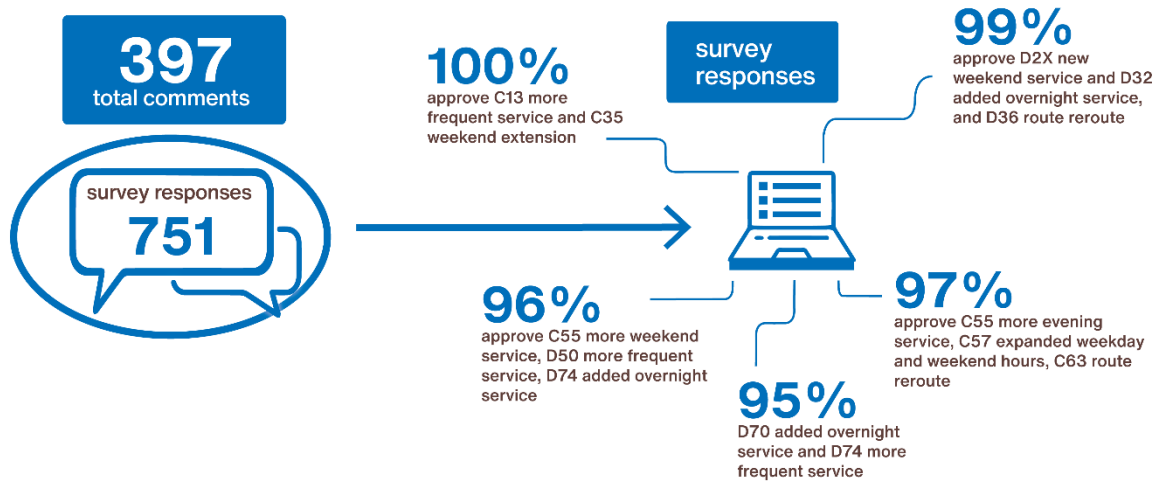 397
total comments
survey responses
751
100%
approve C13 more
frequent service and C35
weekend extension
survey
responses
99%
approve D2X new
weekend service and D32
added overnight service,
and D36 route reroute
96%
approve C55 more weekend
service, D50 more frequent
service, D74 added overnight
service
95%
D70 added overnight
service and D74 more
frequent service
97%
approve C55 more evening
service, C57 expanded weekday
and weekend hours, C63 route
reroute